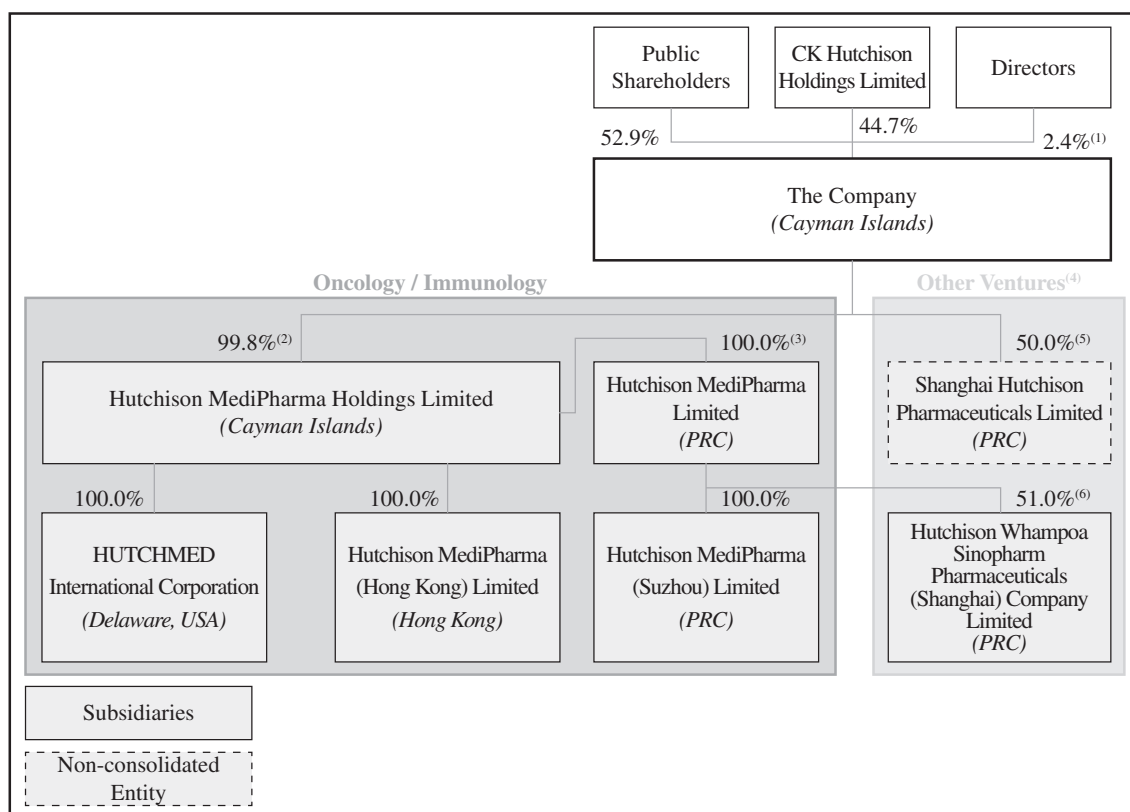 Public
Shareholders
CK Hutchison
Holdings Limited
Directors
52.9%
44.7%
2.4%(1)
The Company
(Cayman Islands)
Oncology / Immunology
Other Ventures(4)
99.8%(2)
100.0%(3)
50.0%(5)
Hutchison MediPharma Holdings Limited
(Cayman Islands)
Hutchison MediPharma
Limited
(PRC)
Shanghai Hutchison
Pharmaceuticals Limited
(PRC)
100.0%
100.0%
100.0%
51.0%(6)
HUTCHMED
International Corporation
(Delaware, USA)
Hutchison MediPharma
(Hong Kong) Limited
(Hong Kong)
Hutchison MediPharma
(Suzhou) Limited
(PRC)
Hutchison Whampoa
Sinopharm
Pharmaceuticals
(Shanghai) Company
Limited
(PRC)
Subsidiaries
Non-consolidated
Entity